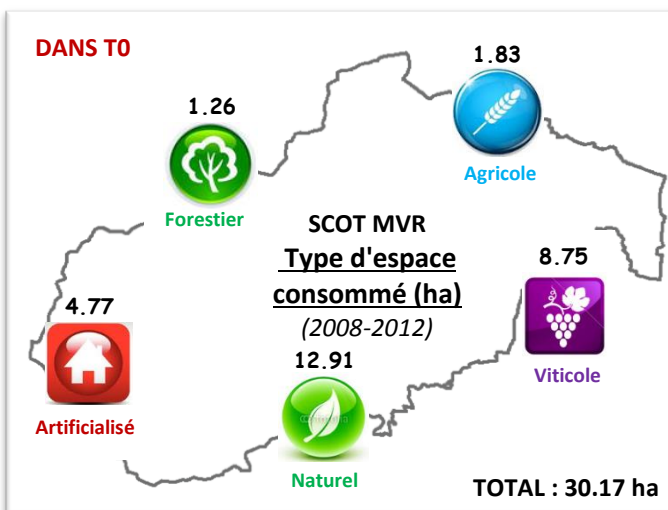 DANS T0
1.83
1.26
Agricole
Forestier
SCOT MVR
Type d'espace
consommé (ha)
(2008-2012)
8.75
4.77
12.91
Viticole
Artificialisé
Naturel
TOTAL : 30.17 ha